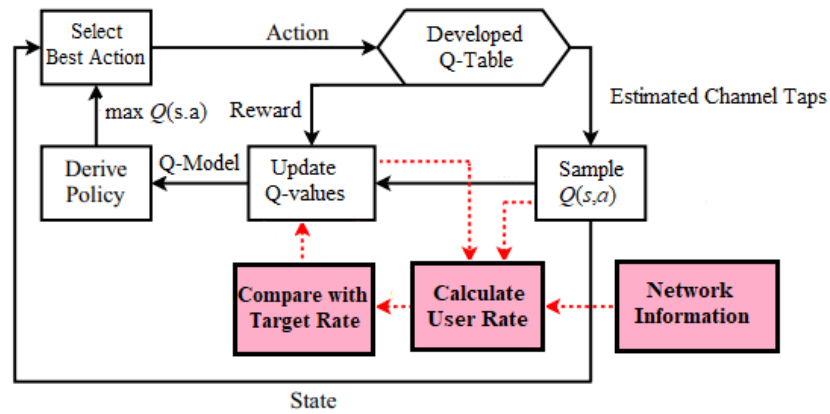 Select
Best Action
Action
Developed
Q-Table
Estimated Channel Taps
max Q(s.a)
Reward
Derive
Policy
Q-Model
Update
Q-values
Sample
Q(s,a)
Compare with
Target Rate
Calculate
User Rate
Network
Information
State